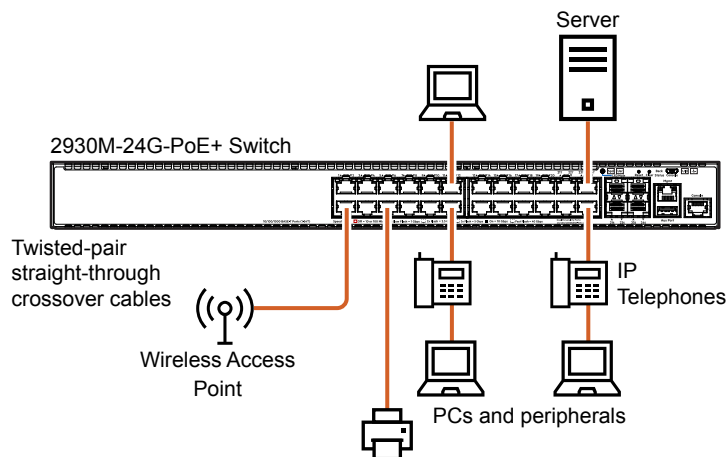 Server
2930M-24G-PoE+ Switch
Twisted-pair
straight-through
crossover cables
IP
Telephones
Wireless Access
Point
PCs and peripherals